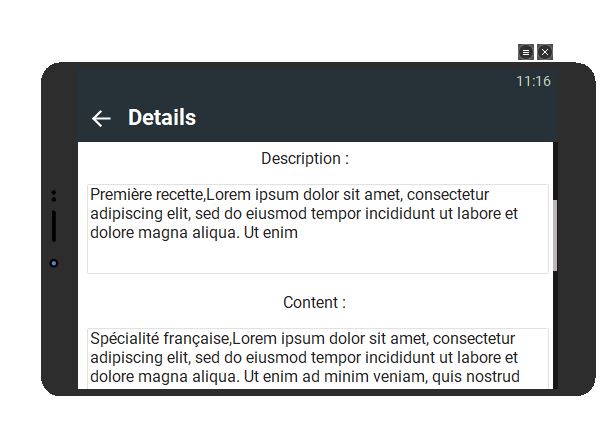 11:16
Details
Description :
Première recette,Lorem ipsum dolor sit amet, consectetur
adipiscing elit, sed do eiusmod tempor incididunt ut labore et
dolore magna aliqua. Ut enim
Content :
Spécialité française,Lorem ipsum dolor sit amet, consectetur
adipiscing elit, sed do eiusmod tempor incididunt ut labore et
dolore magna aliqua. Ut enim ad minim veniam, quis nostrud